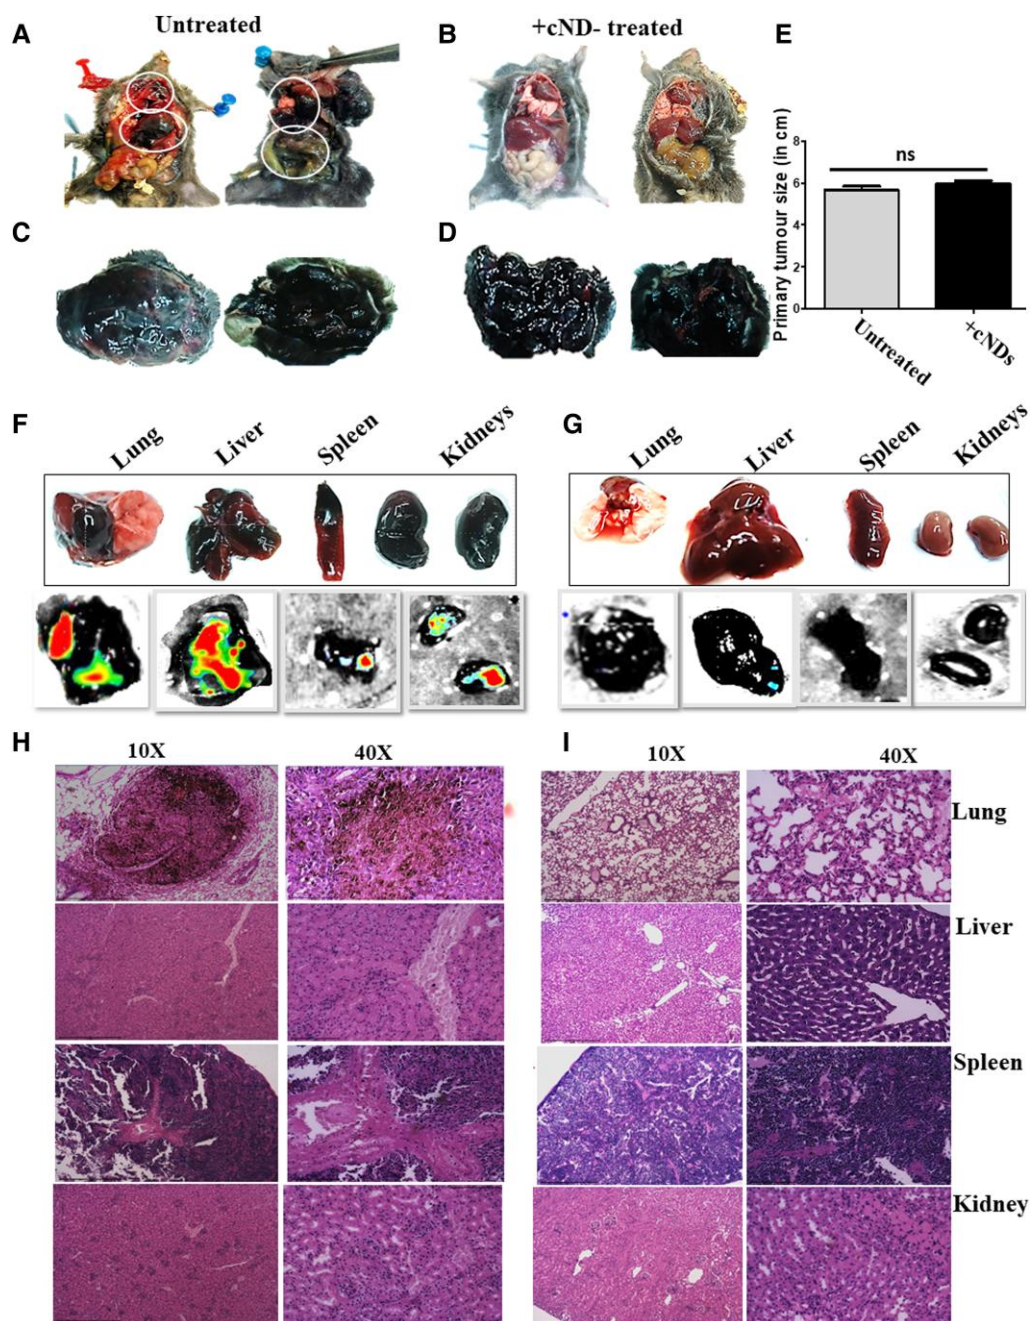 A
Untreated
B
+cND- treated
E
C
D
Primary tumour size (in cm)
8
6
4
2
0
ns
Untreated
+cNDs
F
Lung
Liver
Spleen
Kidneys
G
Lung
Liver
Spleen
Kidneys
H
10X
40X
I
10X
40X
Lung
Liver
Spleen
Kidney